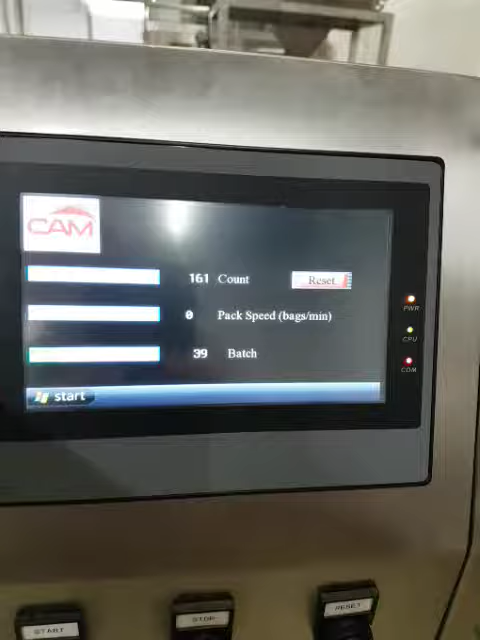 CAM
161 Count Reset
0 Pack Speed (bags/min)
39 Batch
start
PWR
CPU
COM
START
STOP
RESET